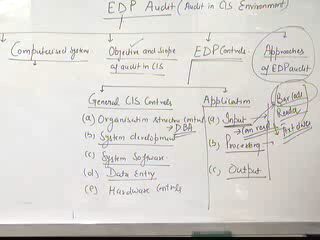 EDP Audit (Audit in CIS Environment)
Computerised System
Objective and Scope of audit in CIS
EDP Controls
Approaches of EDP audit
General CIS Controls
(a) Organisation structure control
→ DBA
(b) System development
(c) System Software
(d) Data Entry
(e) Hardware Controls
Application
(a) Input
(b) Processing
(c) Output
Bar Code